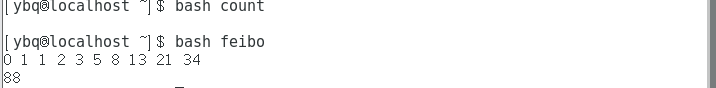 [ybq@localhost ~]$ bash count
[ybq@localhost ~]$ bash feibo
0 1 1 2 3 5 8 13 21 34
88